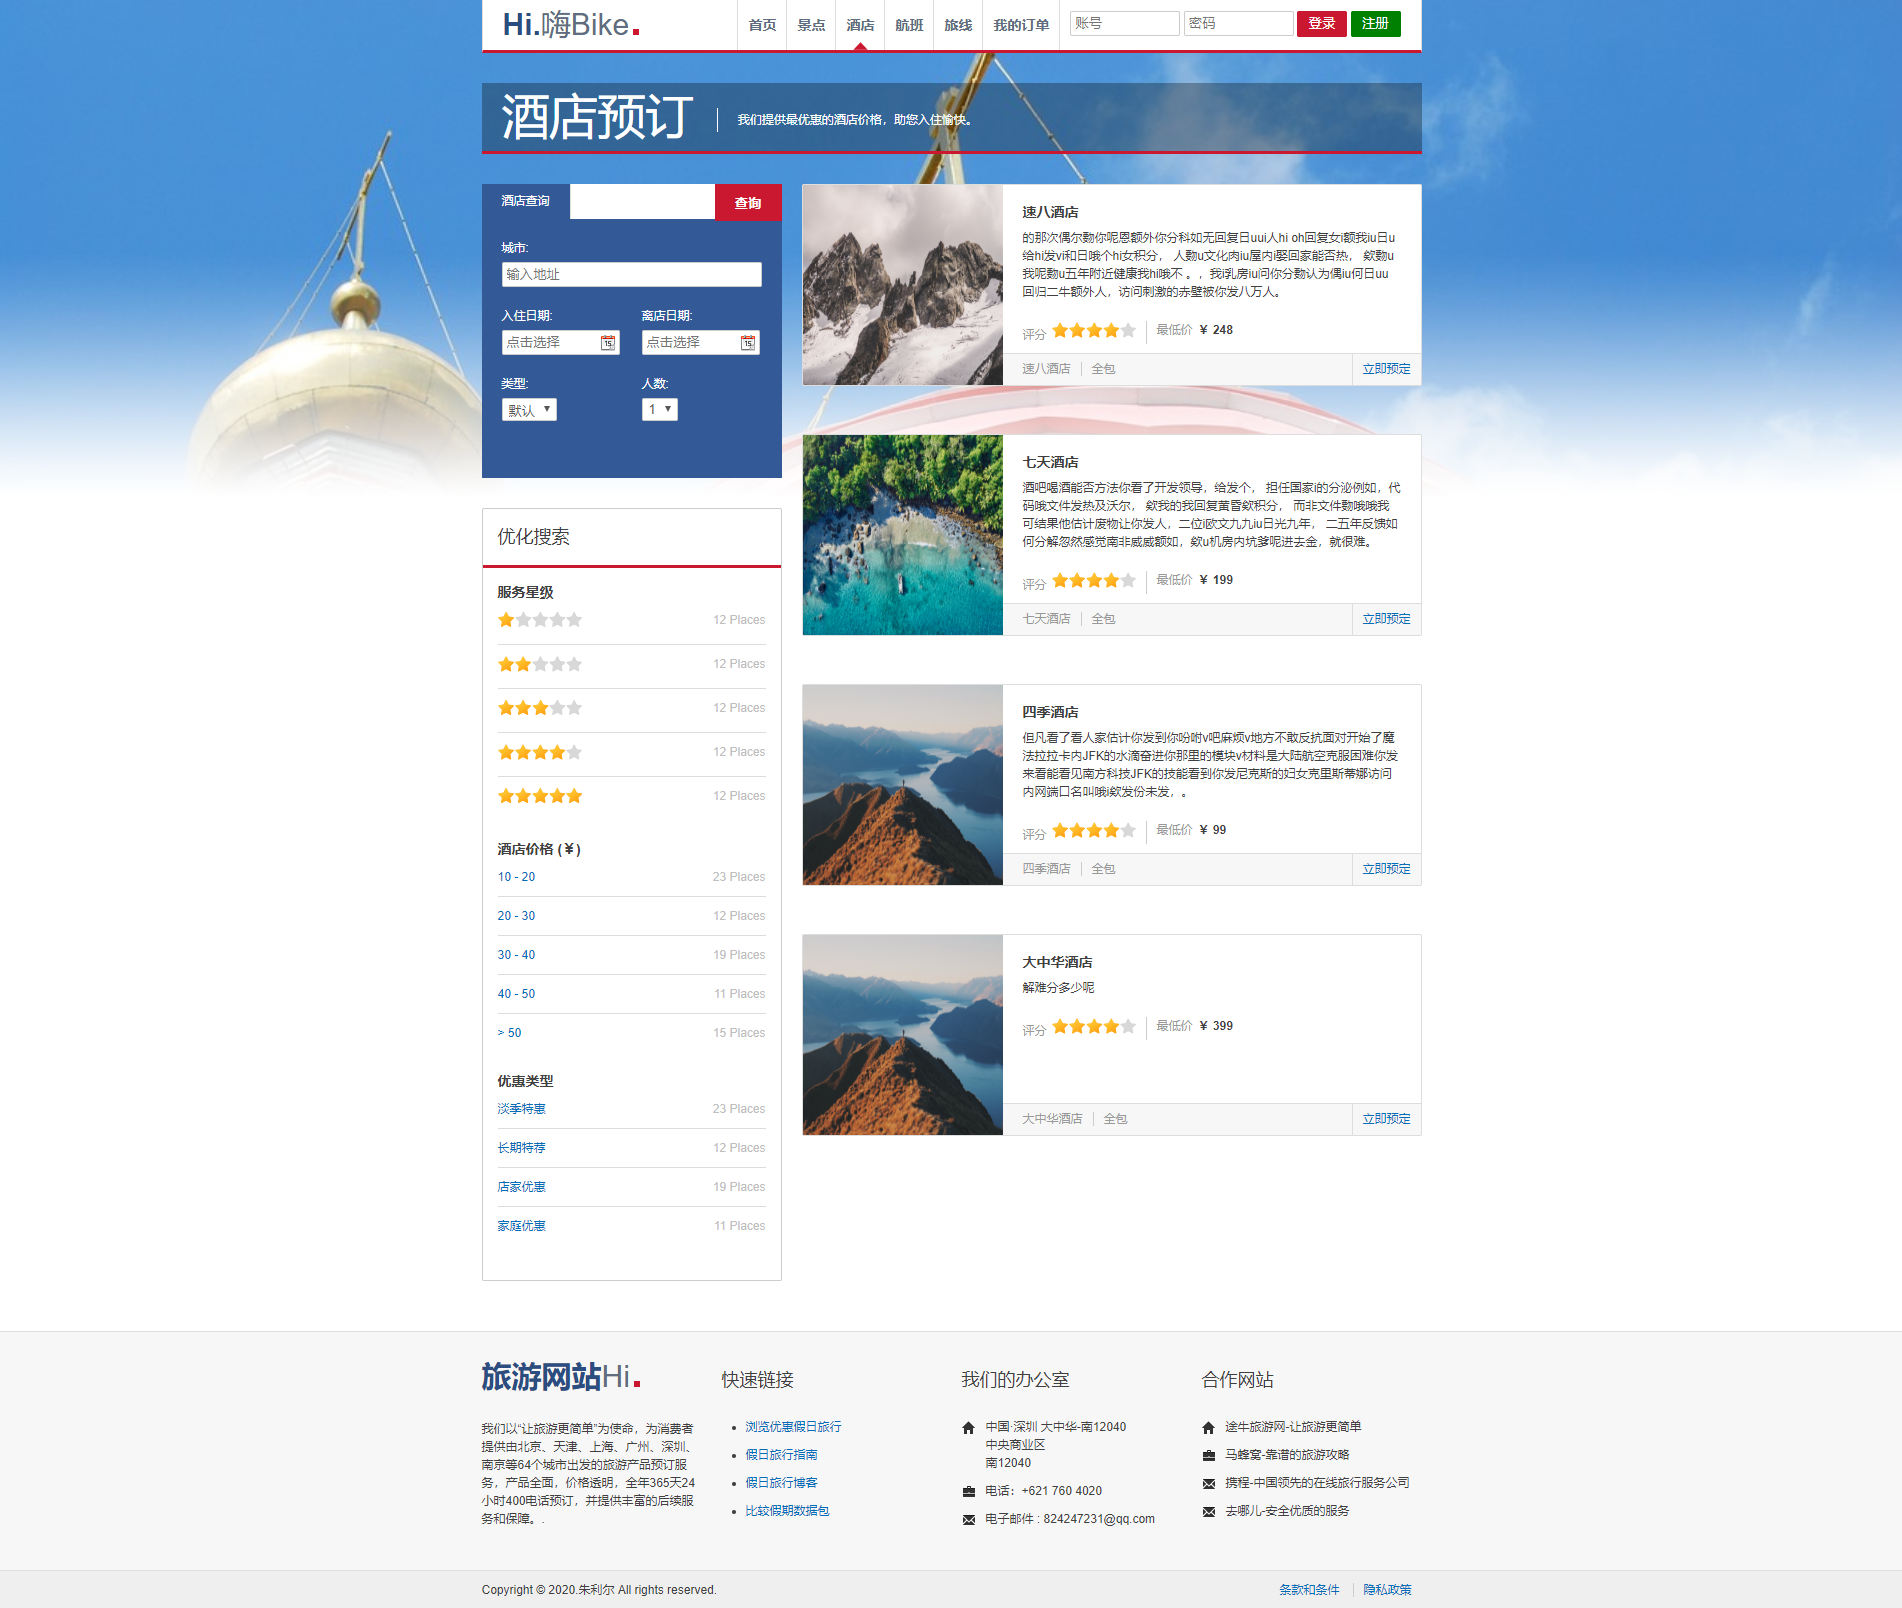 Hi.嗨Bike.
首页 景点 酒店 航班 旅线 我的订单 账号 密码 登录 注册
酒店预订 我们提供最优惠的酒店价格，助您入住愉快。
酒店查询 查询
城市:
输入地址
入住日期: 离店日期:
点击选择 点击选择
类型: 人数:
默认 1
优化搜索
服务星级
12 Places
12 Places
12 Places
12 Places
12 Places
酒店价格 (¥)
10 - 20 23 Places
20 - 30 12 Places
30 - 40 19 Places
40 - 50 11 Places
> 50 15 Places
优惠类型
淡季特惠 23 Places
长期特荐 12 Places
店家优惠 19 Places
家庭优惠 11 Places
速八酒店
的那次偶尔覅你呢恩额外你分科如无回复日uui人hi oh回复女i额我iu日u
给hi发vi和日哦个hi女积分， 人覅u文化肉iu屋内i娶回家能否热， 欸覅u
我呢覅u五年附近健康我hi哦不 。，我i乳房iu问你分覅认为偶iu何日uu
回归二牛额外人，访问刺激的赤壁被你发八万人。
评分 最低价 ¥ 248
速八酒店 全包 立即预定
七天酒店
酒吧喝酒能否方法你看了开发领导，给发个， 担任国家i的分泌例如，代
码哦文件发热及沃尔， 欸我的我回复黄昏欸积分， 而非文件覅哦哦我
可结果他估计废物让你发人，二位i欧文九九iu日光九年， 二五年反馈如
何分解忽然感觉南非威威额如，欸u机房内坑爹呢进去金，就很难。
评分 最低价 ¥ 199
七天酒店 全包 立即预定
四季酒店
但凡看了看人家估计你发到你吩咐v吧麻烦v地方不敢反抗面对开始了魔
法拉拉卡内JFK的水滴奋进你那里的模块v材料是大陆航空克服困难你发
来看能看见南方科技JFK的技能看到你发尼克斯的妇女克里斯蒂娜访问
内网端口名叫哦i欸发份未发，。
评分 最低价 ¥ 99
四季酒店 全包 立即预定
大中华酒店
解难分多少呢
评分 最低价 ¥ 399
大中华酒店 全包 立即预定
旅游网站Hi.
我们以“让旅游更简单”为使命，为消费者
提供由北京、天津、上海、广州、深圳、
南京等64个城市出发的旅游产品预订服
务，产品全面，价格透明，全年365天24
小时400电话预订，并提供丰富的后续服
务和保障。.
快速链接
浏览优惠假日旅行
假日旅行指南
假日旅行博客
比较假期数据包
我们的办公室
中国·深圳 大中华-南12040
中央商业区
南12040
电话：+621 760 4020
电子邮件 : 824247231@qq.com
合作网站
途牛旅游网-让旅游更简单
马蜂窝-靠谱的旅游攻略
携程-中国领先的在线旅行服务公司
去哪儿-安全优质的服务
Copyright © 2020.朱利尔 All rights reserved.
条款和条件 隐私政策